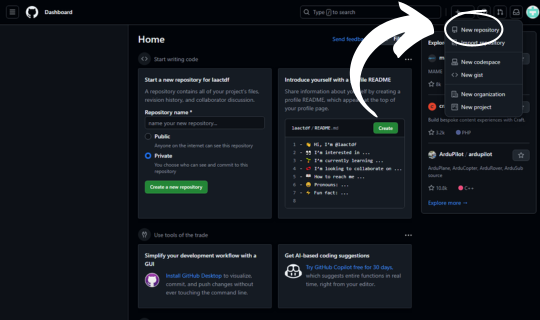 Dashboard
Type / to search
Home
Send feedback
New repository
Import repository
New codespace
New gist
New organization
New project
Start writing code
Start a new repository for laactdf
A repository contains all of your project's files, revision history, and collaborator discussion.
Repository name *
name your new repository...
Public
Anyone on the internet can see this repository
Private
You choose who can see and commit to this repository
Create a new repository
Introduce yourself with a profile README
Share information about yourself by creating a profile README, which appears at the top of your profile page.
laactdf / README.md
Create
1 - 👋 Hi, I'm @laactdf
2 - 👀 I'm interested in ...
3 - 🌱 I'm currently learning ...
4 - 💞️ I'm looking to collaborate on ...
5 - 📫 How to reach me ...
6 - 😄 Pronouns: ...
7 - ⚡ Fun fact: ...
8
Use tools of the trade
Simplify your development workflow with a GUI
Install GitHub Desktop to visualize, commit, and push changes without ever touching the command line.
Get AI-based coding suggestions
Try GitHub Copilot free for 30 days, which suggests entire functions in real time, right from your editor.
MAME
8k
Build bespoke content experiences with Craft.
3.2k
PHP
ArduPilot / ardupilot
ArduPlane, ArduCopter, ArduRover, ArduSub source
10.8k
C++
Explore more →